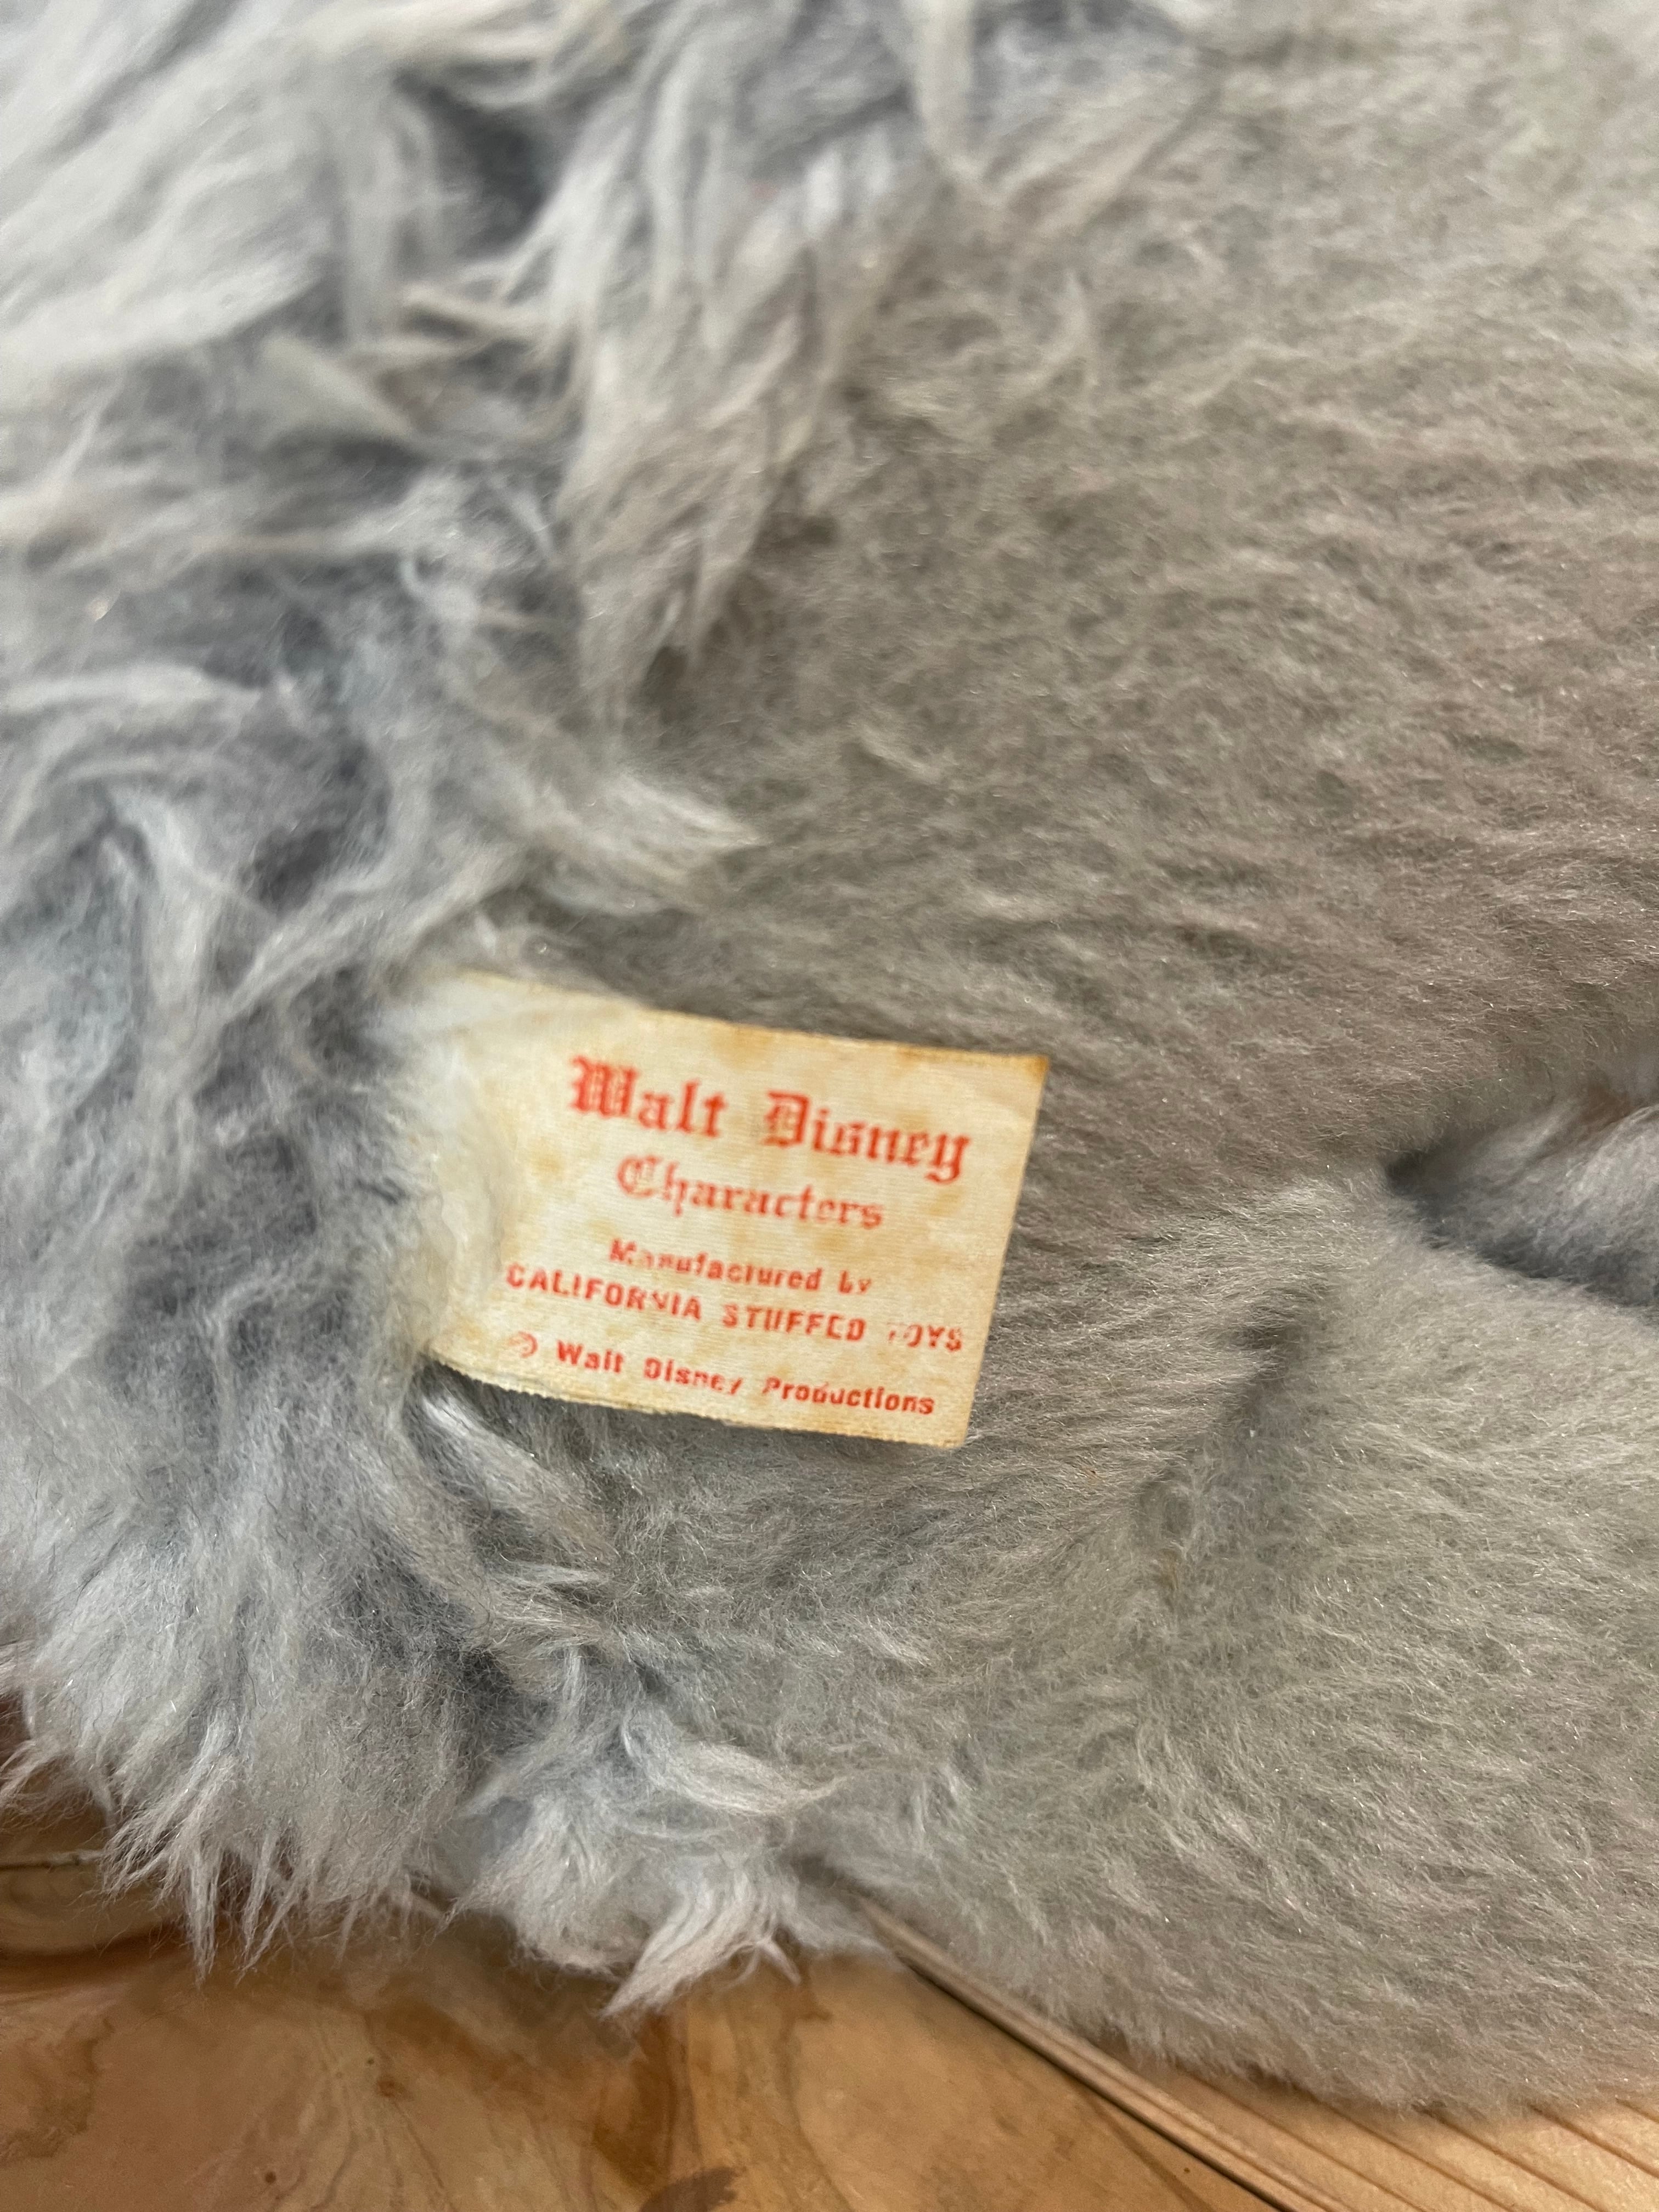 Walt Disney
Characters
Manufactured by
CALIFORNIA STUFFED TOYS
© Walt Disney Productions